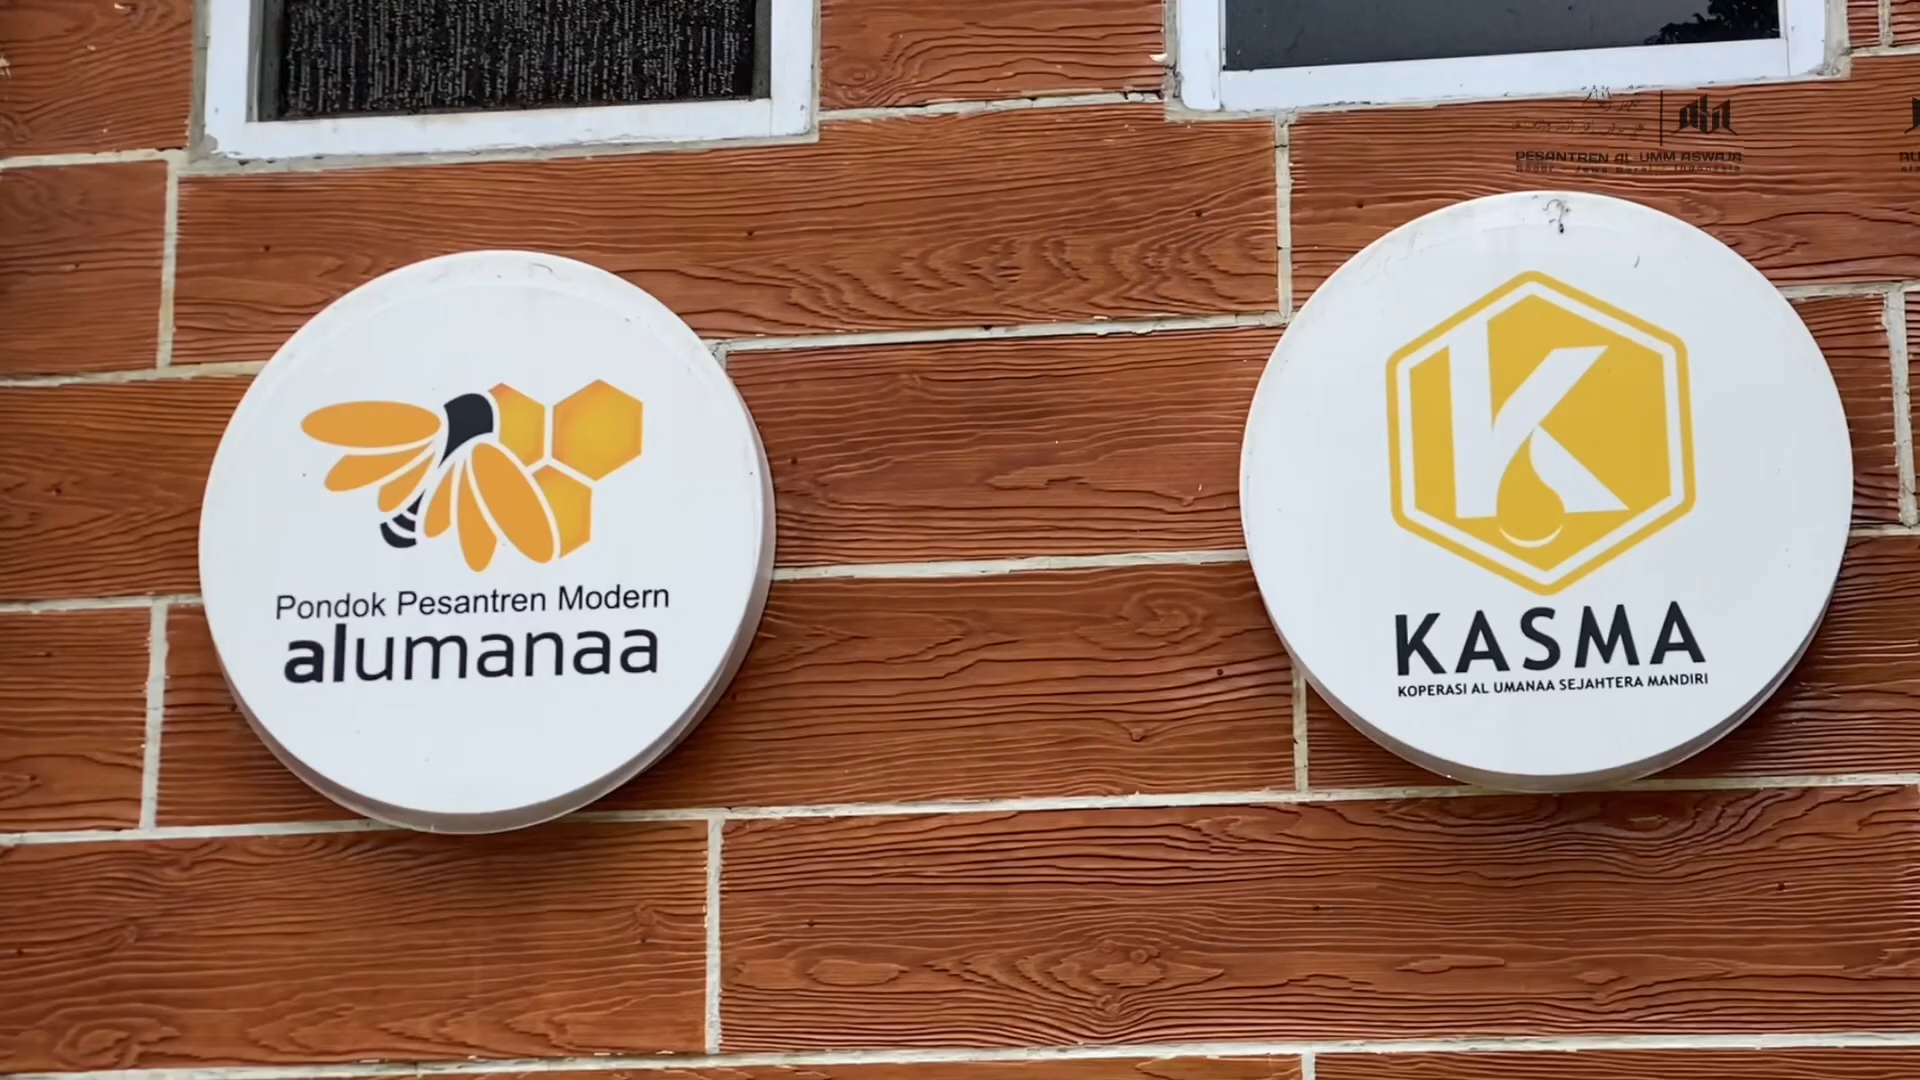 PESANTREN AL-UMM ASWAJA
Pondok Pesantren Modern
alumanaa
KASMA
KOPERASI AL UMANAA SEJAHTERA MANDIRI